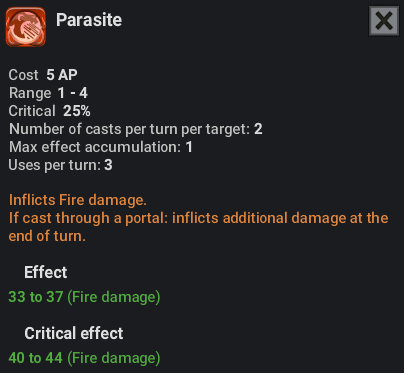 Parasite
Cost 5 AP
Range 1 - 4
Critical 25%
Number of casts per turn per target: 2
Max effect accumulation: 1
Uses per turn: 3
Inflicts Fire damage.
If cast through a portal: inflicts additional damage at the
end of turn.
Effect
33 to 37 (Fire damage)
Critical effect
40 to 44 (Fire damage)